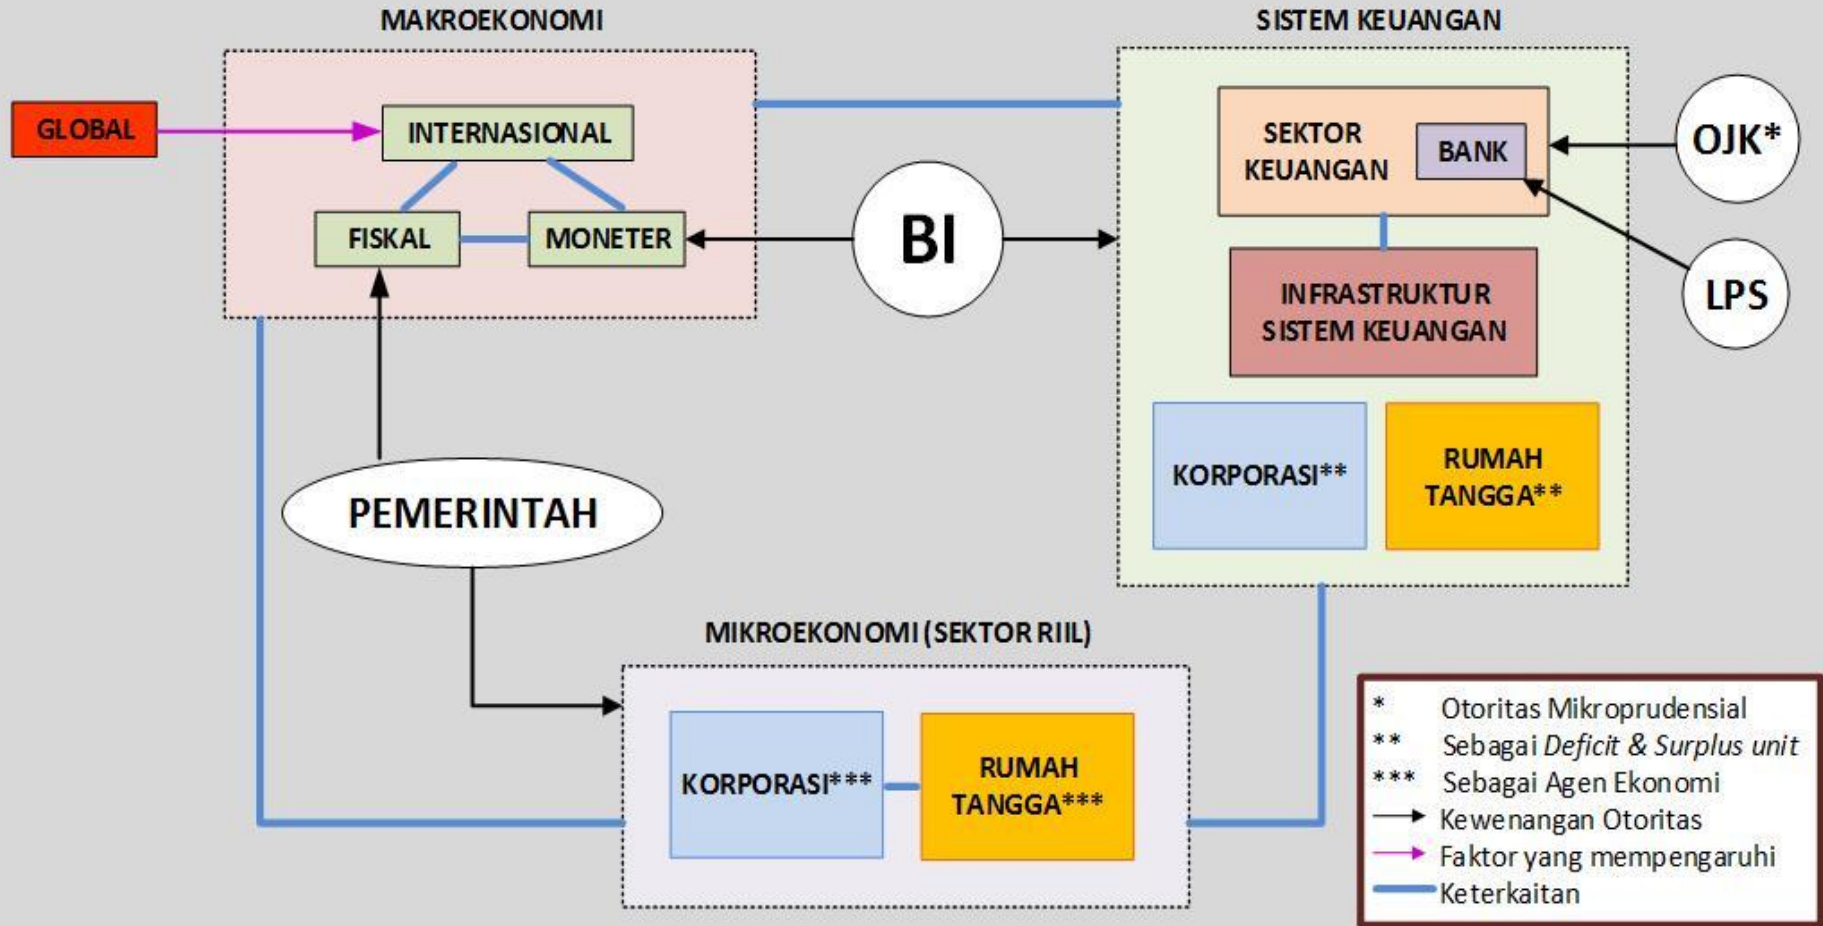 MAKROEKONOMI
SISTEM KEUANGAN
GLOBAL
INTERNASIONAL
FISKAL
MONETER
BI
SEKTOR
KEUANGAN
BANK
OJK*
LPS
INFRASTRUKTUR
SISTEM KEUANGAN
KORPORASI**
RUMAH
TANGGA**
PEMERINTAH
MIKROEKONOMI (SEKTOR RIIL)
KORPORASI***
RUMAH
TANGGA***
* Otoritas Mikroprudensial
** Sebagai Deficit & Surplus unit
*** Sebagai Agen Ekonomi
Kewenangan Otoritas
Faktor yang mempengaruhi
Keterkaitan